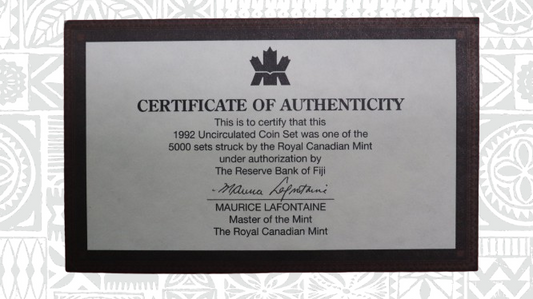 CERTIFICATE OF AUTHENTICITY
This is to certify that this
1992 Uncirculated Coin Set was one of the
5000 sets struck by the Royal Canadian Mint
under authorization by
The Reserve Bank of Fiji
Maurice Lafontaine
MAURICE LAFONTAINE
Master of the Mint
The Royal Canadian Mint